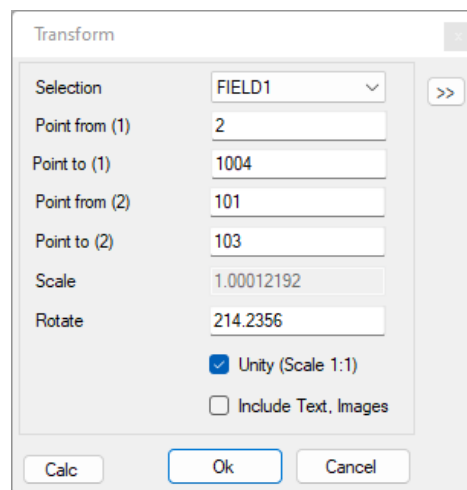 Transform
Selection FIELD1
>>
Point from (1) 2
Point to (1) 1004
Point from (2) 101
Point to (2) 103
Scale 1.00012192
Rotate 214.2356
Unity (Scale 1:1)
Include Text, Images
Calc Ok Cancel